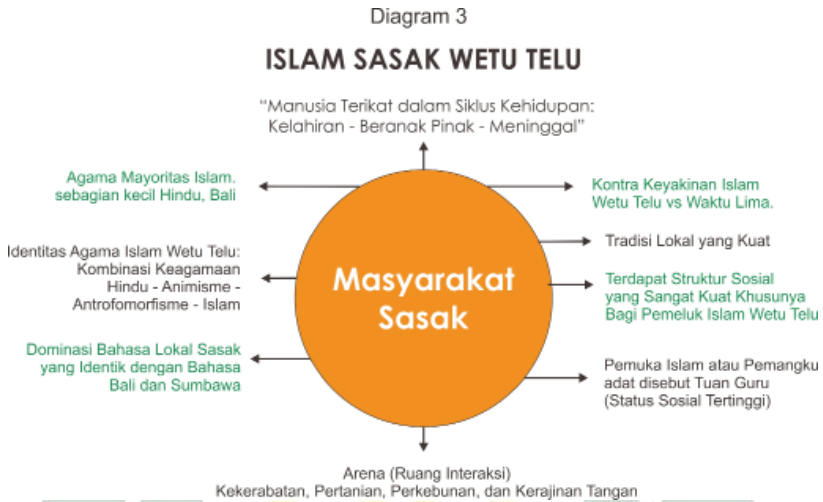 Diagram 3
ISLAM SASAK WETU TELU
“Manusia Terikat dalam Siklus Kehidupan:
Kelahiran - Beranak Pinak - Meninggal”
Agama Mayoritas Islam.
sebagian kecil Hindu, Bali
Identitas Agama Islam Wetu Telu:
Kombinasi Keagamaan
Hindu - Animisme -
Antrofomorfisme - Islam
Dominasi Bahasa Lokal Sasak
yang Identik dengan Bahasa
Bali dan Sumbawa
Masyarakat
Sasak
Kontra Keyakinan Islam
Wetu Telu vs Waktu Lima.
Tradisi Lokal yang Kuat
Terdapat Struktur Sosial
yang Sangat Kuat Khusunya
Bagi Pemeluk Islam Wetu Telu
Pemuka Islam atau Pemangku
adat disebut Tuan Guru
(Status Sosial Tertinggi)
Arena (Ruang Interaksi)
Kekerabatan, Pertanian, Perkebunan, dan Kerajinan Tangan